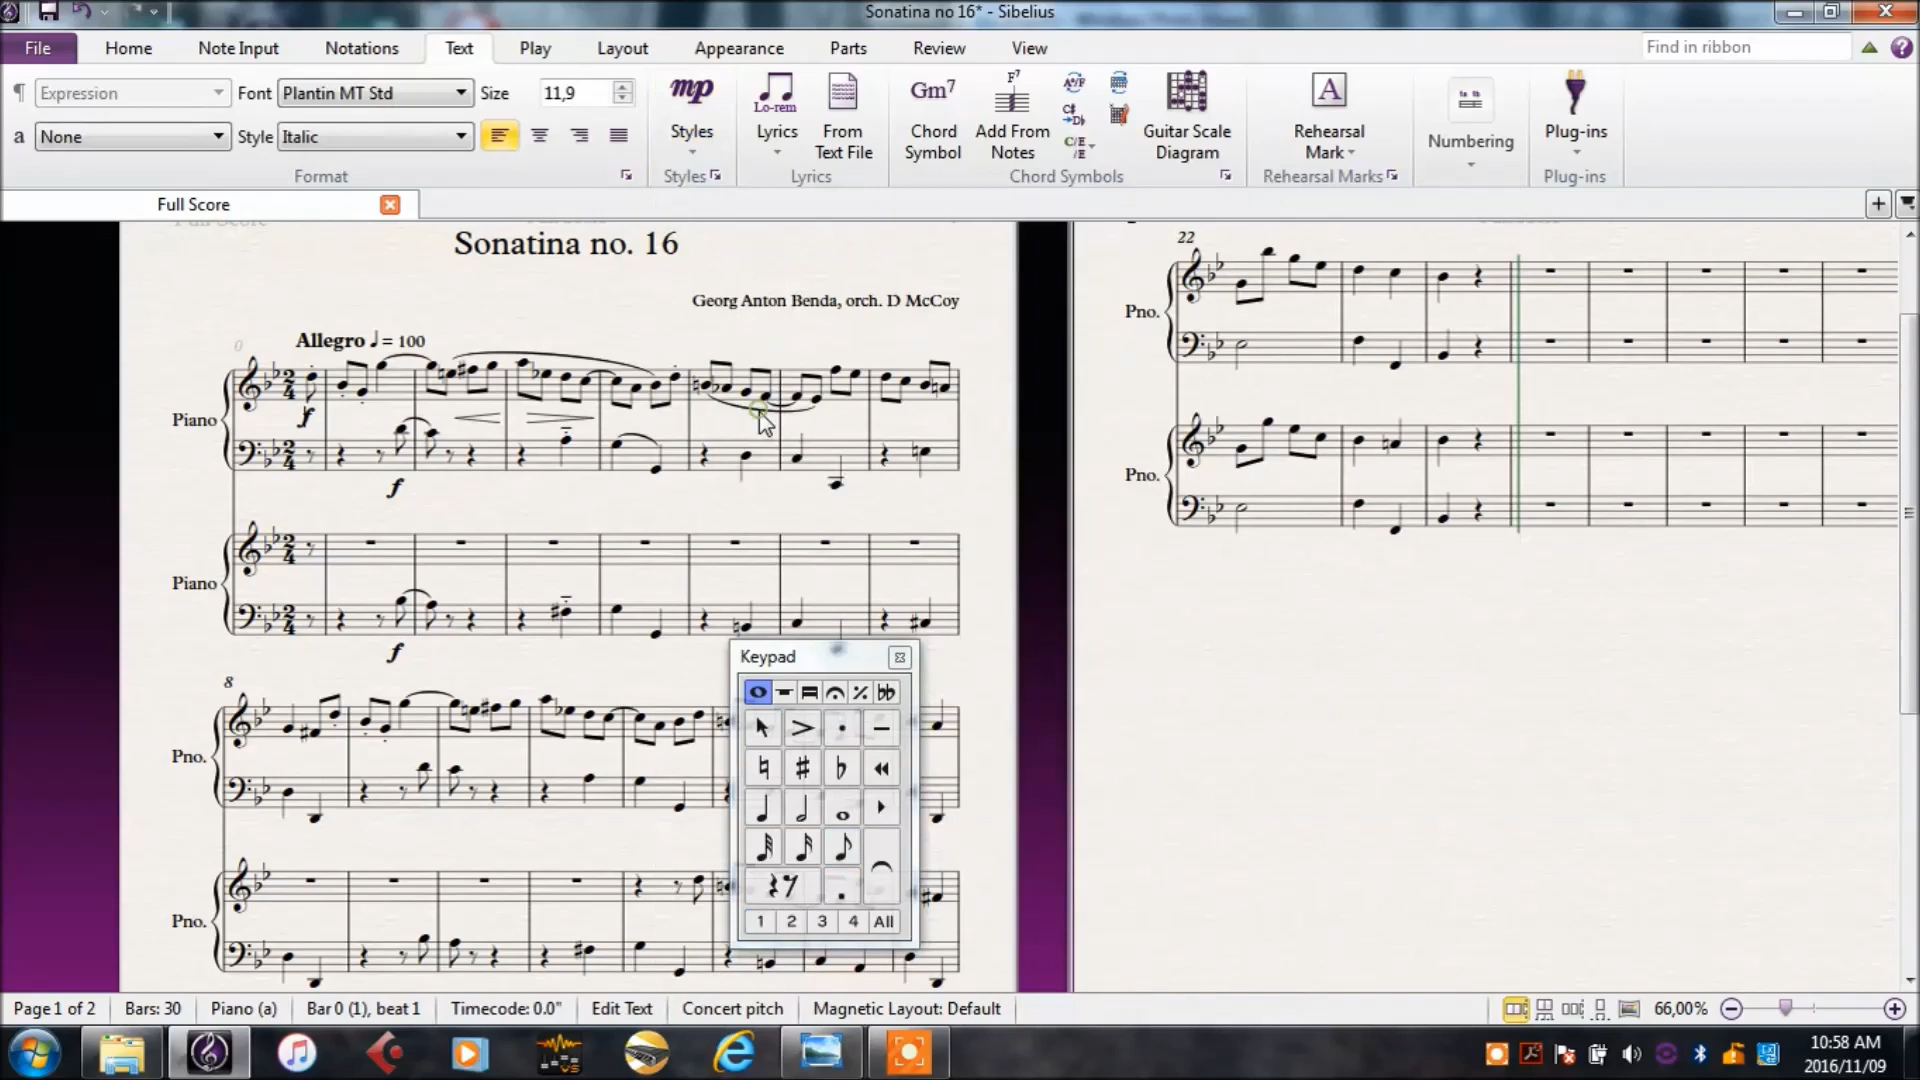 Sonatina no 16* - Sibelius
File Home Note Input Notations Text Play Layout Appearance Parts Review View Find in ribbon
Expression Font Plantin MT Std Size 11,9
a None Style Italic
mp Styles
Lo-rem Lyrics
From Text File
Gm7 Chord Symbol
F7 Add From Notes
Guitar Scale Diagram
A Rehearsal Mark
Numbering
Plug-ins
Format Styles Lyrics Chord Symbols Rehearsal Marks Plug-ins
Full Score
Full Score
Sonatina no. 16
Georg Anton Benda, orch. D McCoy
Allegro ♩ = 100
0
Piano
f
f
Piano
f
8
Pno.
Pno.
22
Pno.
Pno.
Keypad
1 2 3 4 All
Page 1 of 2 Bars: 30 Piano (a) Bar 0 (1), beat 1 Timecode: 0.0" Edit Text Concert pitch Magnetic Layout: Default 66,00%
10:58 AM
2016/11/09